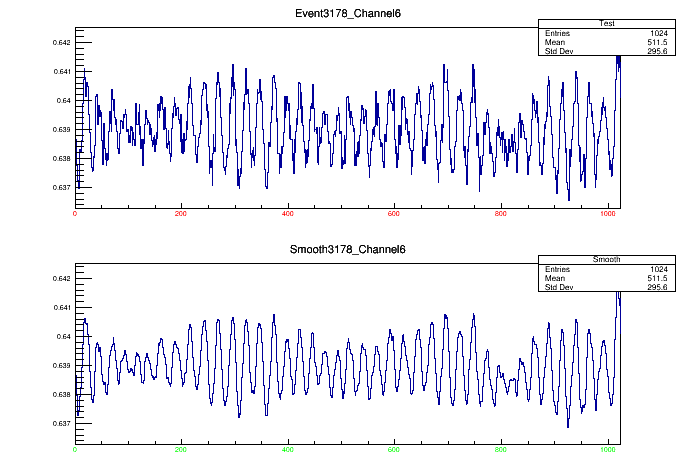 Event3178_Channel6
Test
Entries 1024
Mean 511.5
Std Dev 295.6
0.642
0.641
0.64
0.639
0.638
0.637
0 200 400 600 800 1000
Smooth3178_Channel6
Smooth
Entries 1024
Mean 511.5
Std Dev 295.6
0.642
0.641
0.64
0.639
0.638
0.637
0 200 400 600 800 1000